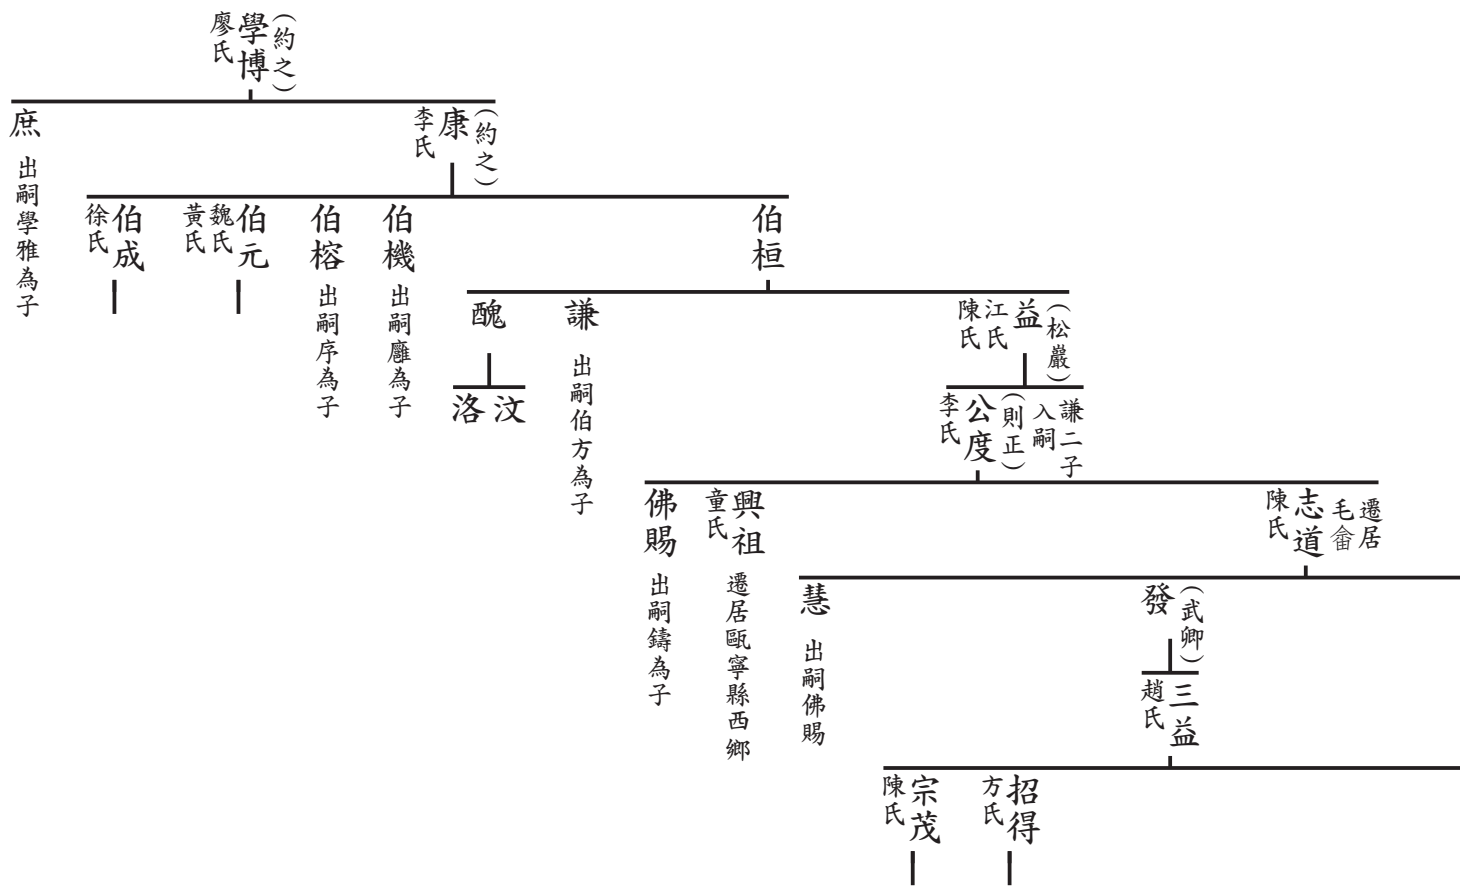 (約之)
學博
廖氏
(約之)
康
李氏
庶
出嗣學雅為子
伯桓
伯機
出嗣廱為子
伯榕
出嗣序為子
伯元
魏氏
黃氏
伯成
徐氏
(松巖)
益
江氏
陳氏
謙
出嗣伯方為子
醜
謙二子
入嗣
(則正)
公度
李氏
汶
洛
遷居
毛畲
志道
陳氏
興祖
童氏
遷居甌寧縣西鄉
佛賜
出嗣鑄為子
(武卿)
發
慧
出嗣佛賜
三益
趙氏
招得
方氏
宗茂
陳氏